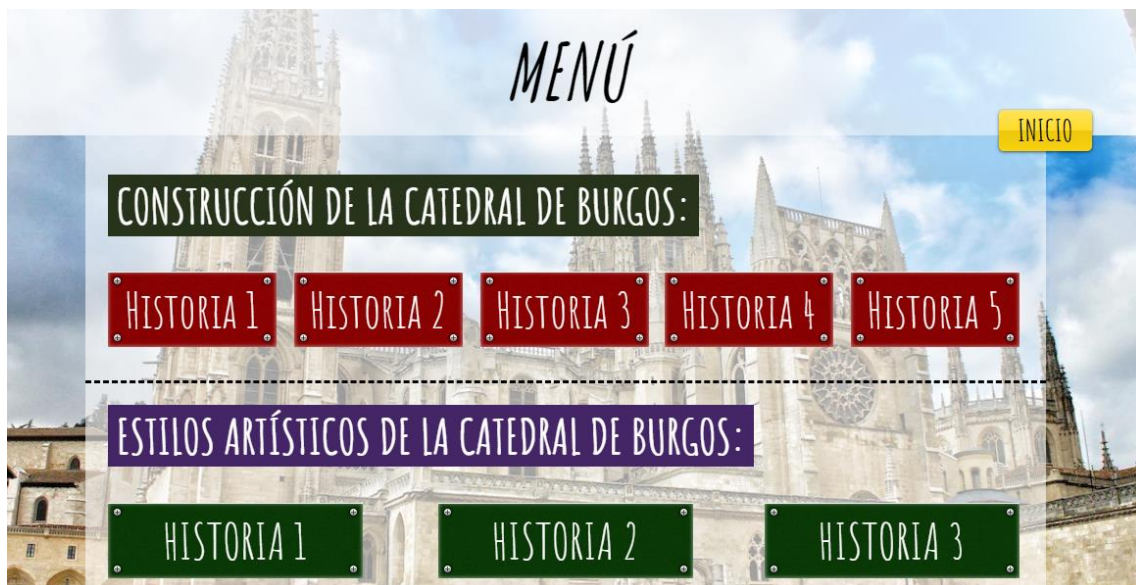 MENÚ
INICIO
CONSTRUCCIÓN DE LA CATEDRAL DE BURGOS:
HISTORIA 1 HISTORIA 2 HISTORIA 3 HISTORIA 4 HISTORIA 5
ESTILOS ARTÍSTICOS DE LA CATEDRAL DE BURGOS:
HISTORIA 1 HISTORIA 2 HISTORIA 3